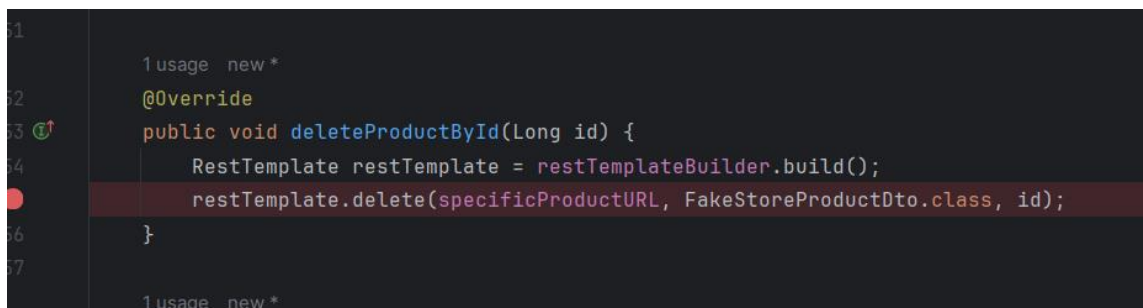 51
1 usage new *
52 @Override
53 public void deleteProductById(Long id) {
54 RestTemplate restTemplate = restTemplateBuilder.build();
restTemplate.delete(specificProductURL, FakeStoreProductDto.class, id);
56 }
57
1 usage new *